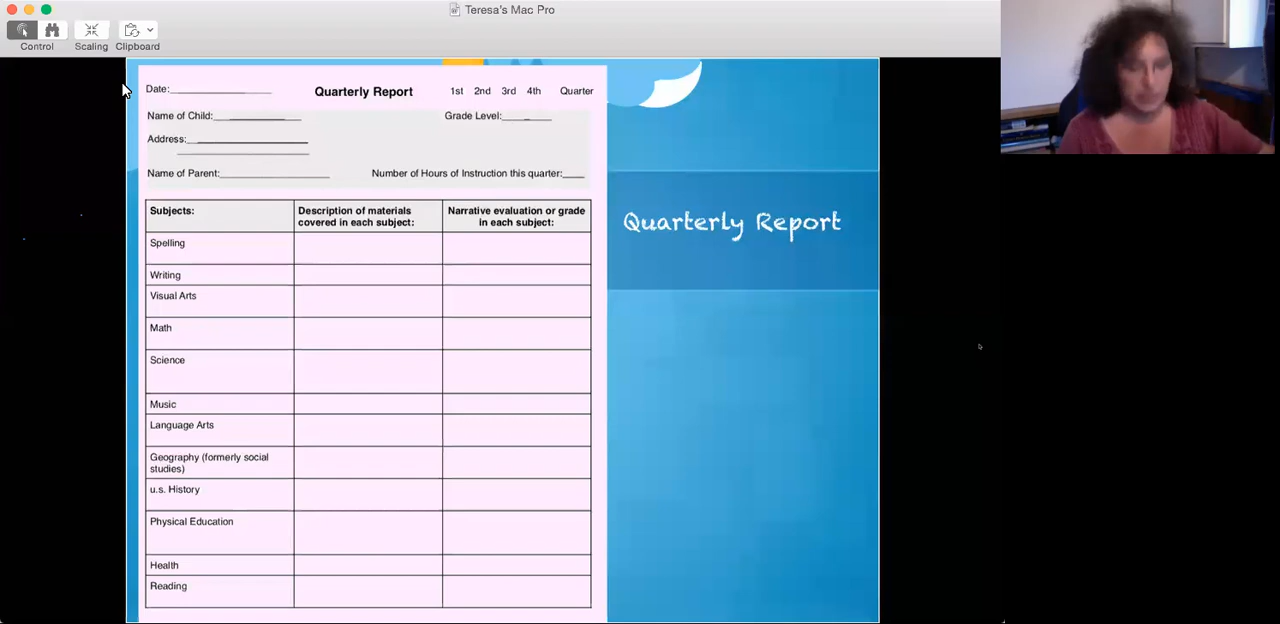 Teresa's Mac Pro
Control Scaling Clipboard
Date:
Quarterly Report
1st 2nd 3rd 4th Quarter
Name of Child:
Grade Level:
Address:
Name of Parent:
Number of Hours of Instruction this quarter:
Subjects:
Description of materials
covered in each subject:
Narrative evaluation or grade
in each subject:
Spelling
Writing
Visual Arts
Math
Science
Music
Language Arts
Geography (formerly social
studies)
u.s. History
Physical Education
Health
Reading
Quarterly Report